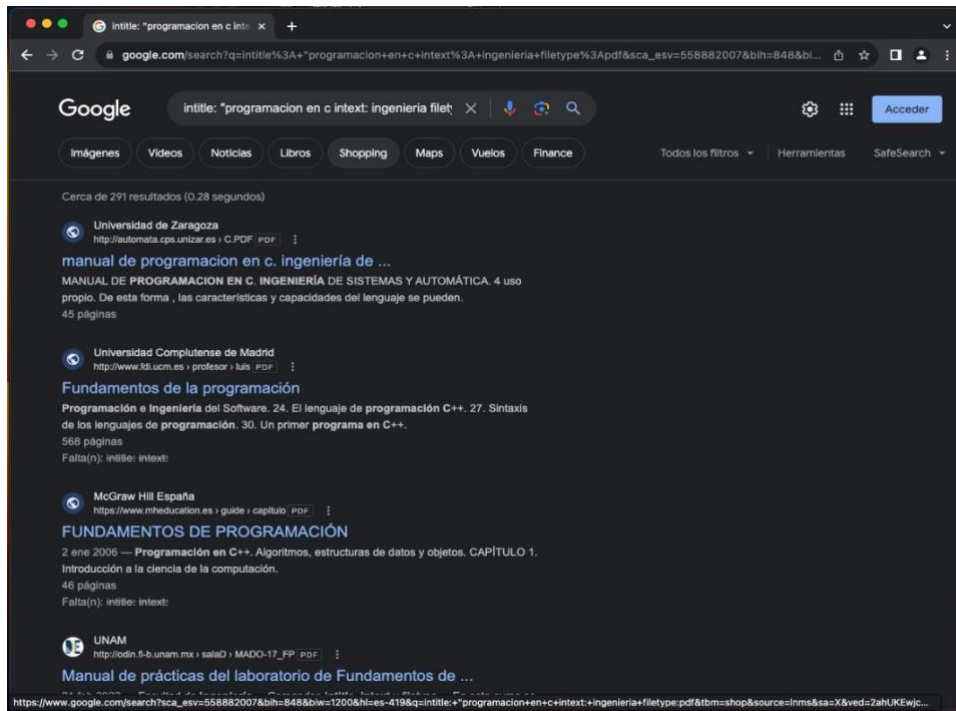 intitle: "programacion en c inte
google.com/search?q=intitle%3A+"programacion+en+c+intext%3A+ingenieria+filetype%3Apdf&sca_esv=558882007&bih=848&bi...
Google
intitle: "programacion en c intext: ingenieria filety
Acceder
Imágenes Videos Noticias Libros Shopping Maps Vuelos Finance Todos los filtros Herramientas SafeSearch
Cerca de 291 resultados (0.28 segundos)
Universidad de Zaragoza
http://automata.cps.unizar.es › C.PDF PDF
manual de programacion en c. ingeniería de ...
MANUAL DE PROGRAMACION EN C. INGENIERÍA DE SISTEMAS Y AUTOMÁTICA. 4 uso
propio. De esta forma , las características y capacidades del lenguaje se pueden.
45 páginas
Universidad Complutense de Madrid
http://www.fdi.ucm.es › profesor › luis PDF
Fundamentos de la programación
Programación e Ingeniería del Software. 24. El lenguaje de programación C++. 27. Sintaxis
de los lenguajes de programación. 30. Un primer programa en C++.
568 páginas
Falta(n): intitle: intext:
McGraw Hill España
https://www.mheducation.es › guide › capitulo PDF
FUNDAMENTOS DE PROGRAMACIÓN
2 ene 2006 — Programación en C++. Algoritmos, estructuras de datos y objetos. CAPÍTULO 1.
Introducción a la ciencia de la computación.
46 páginas
Falta(n): intitle: intext:
UNAM
http://odin.fi-b.unam.mx › salaD › MADO-17_FP PDF
Manual de prácticas del laboratorio de Fundamentos de ...
https://www.google.com/search?sca_esv=558882007&bih=848&biw=1200&hl=es-419&q=intitle:+"programacion+en+c+intext:+ingenieria+filetype:pdf&tbm=shop&source=lnms&sa=X&ved=2ahUKEwjc...